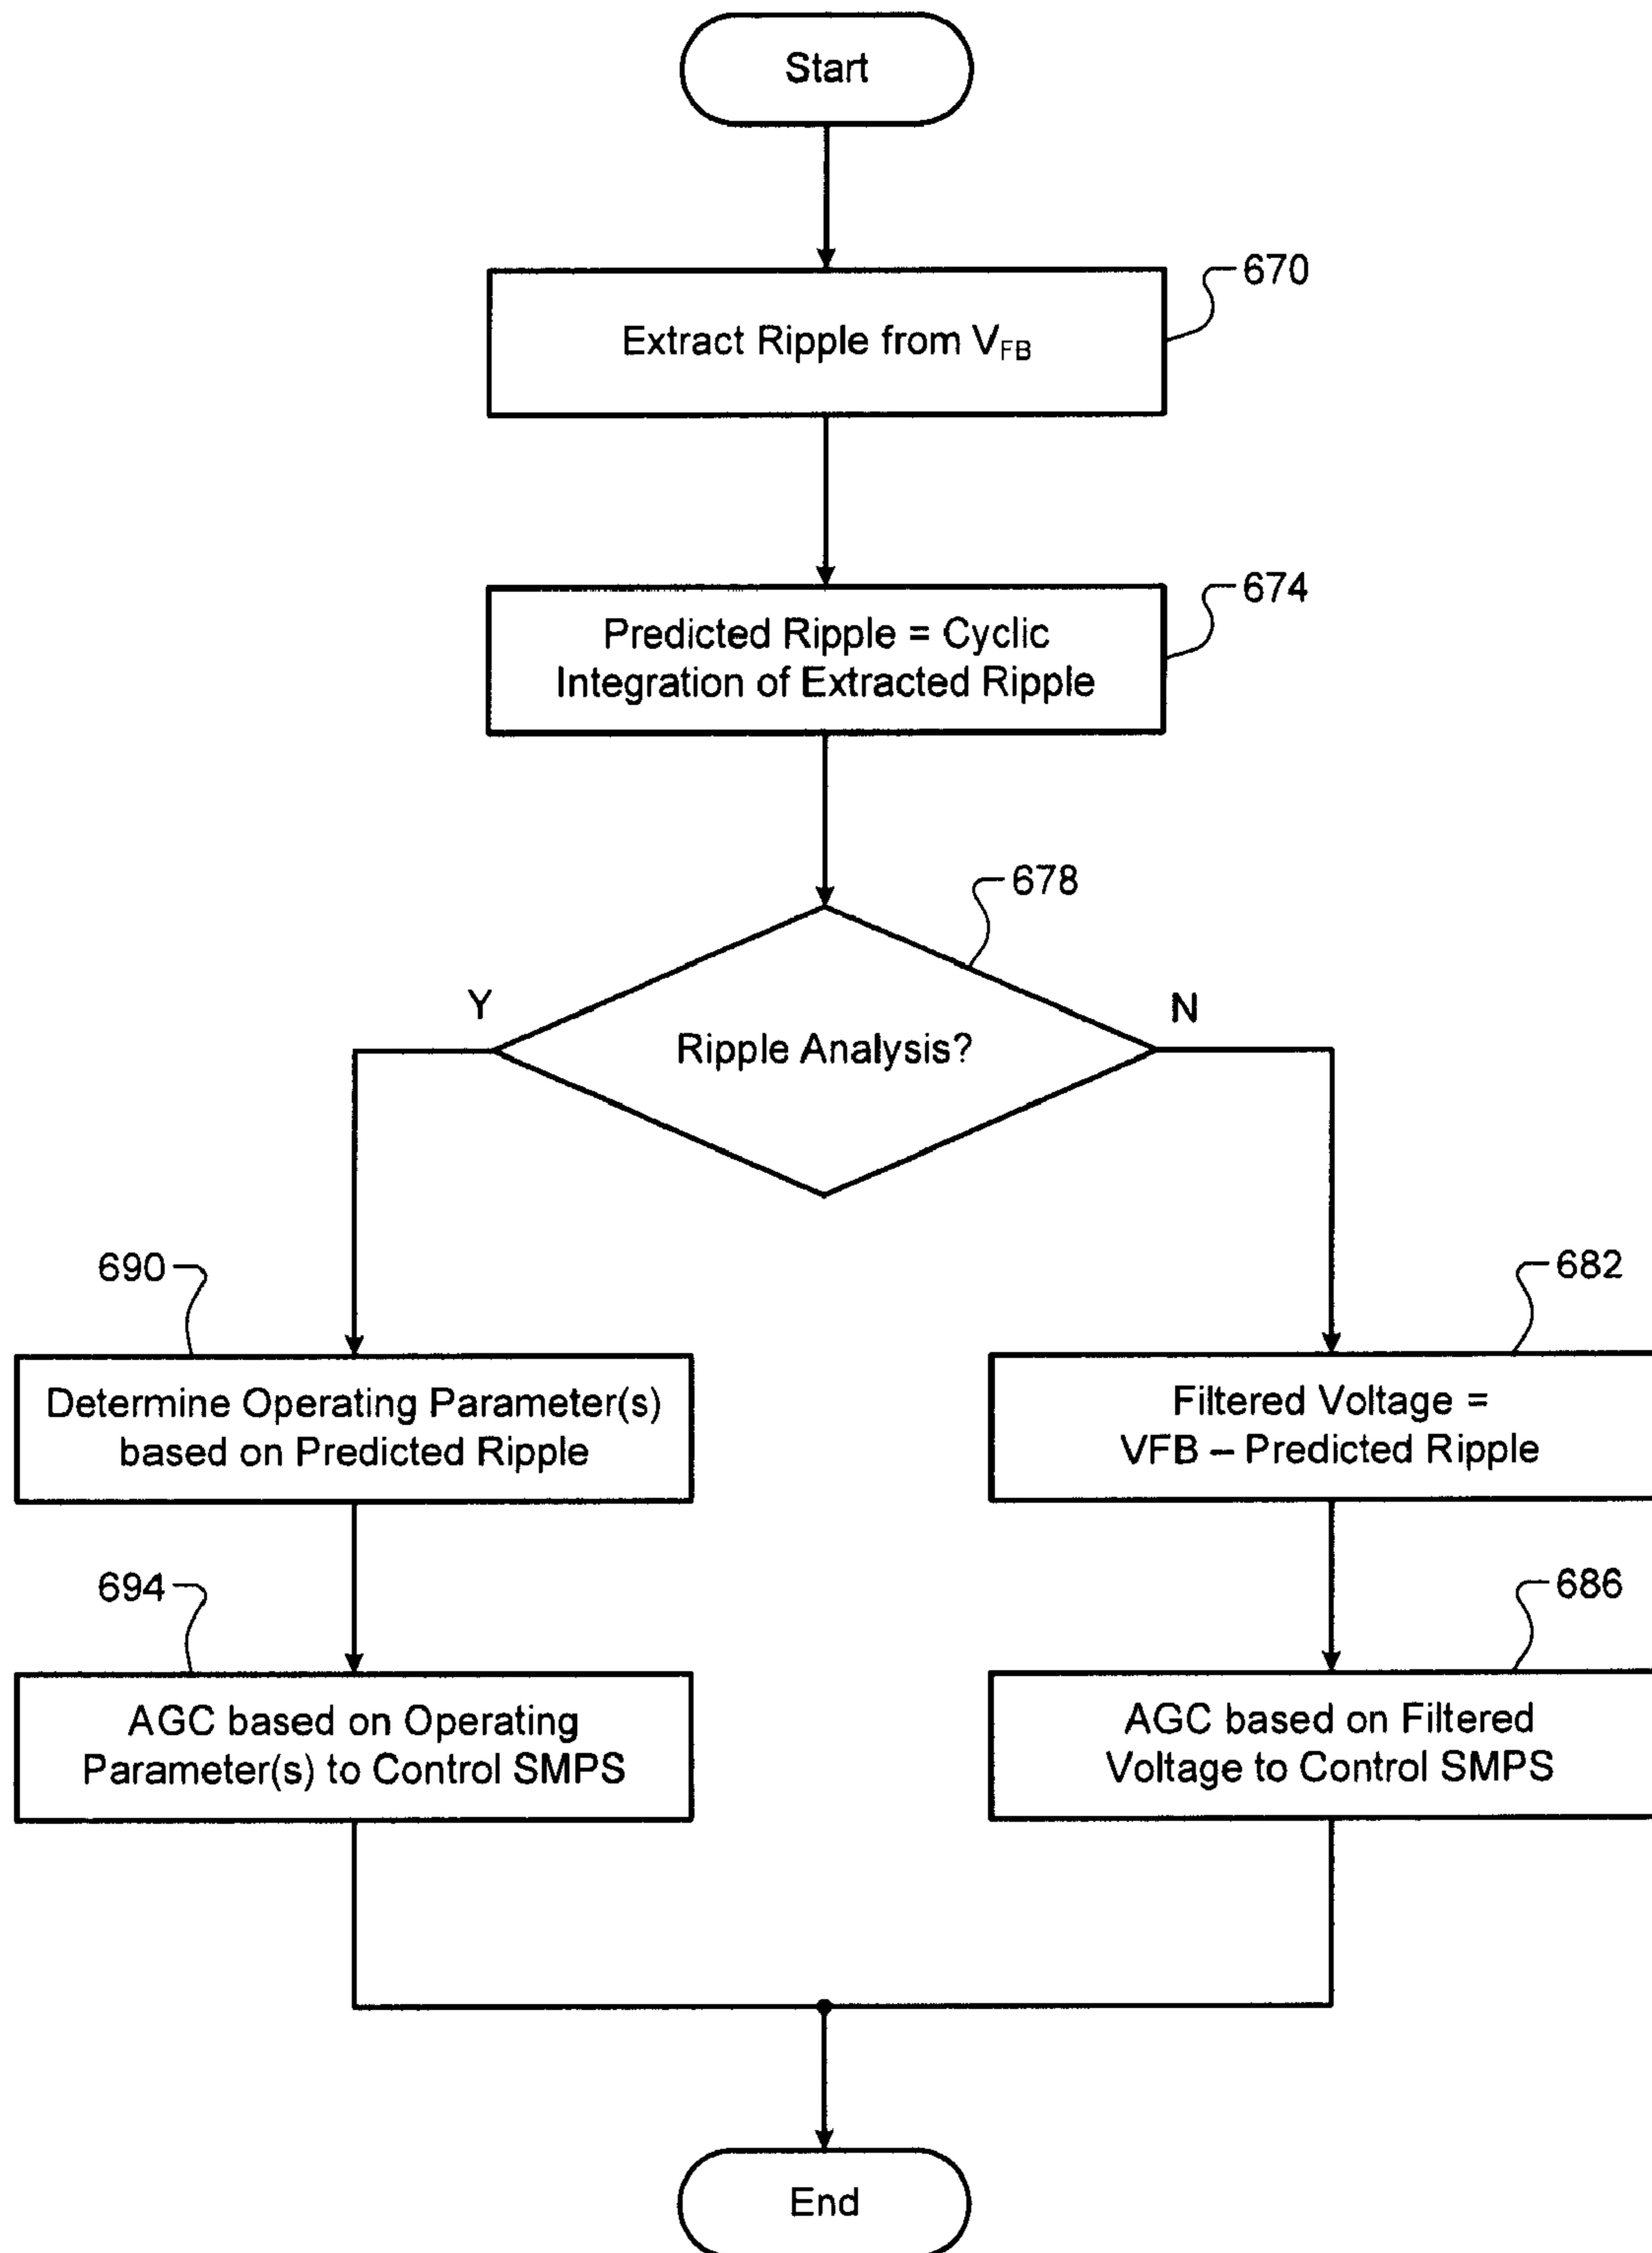 Start
670
Extract Ripple from VFB
674
Predicted Ripple = Cyclic
Integration of Extracted Ripple
678
Y
N
Ripple Analysis?
690
682
Determine Operating Parameter(s)
based on Predicted Ripple
Filtered Voltage =
VFB – Predicted Ripple
694
686
AGC based on Operating
Parameter(s) to Control SMPS
AGC based on Filtered
Voltage to Control SMPS
End